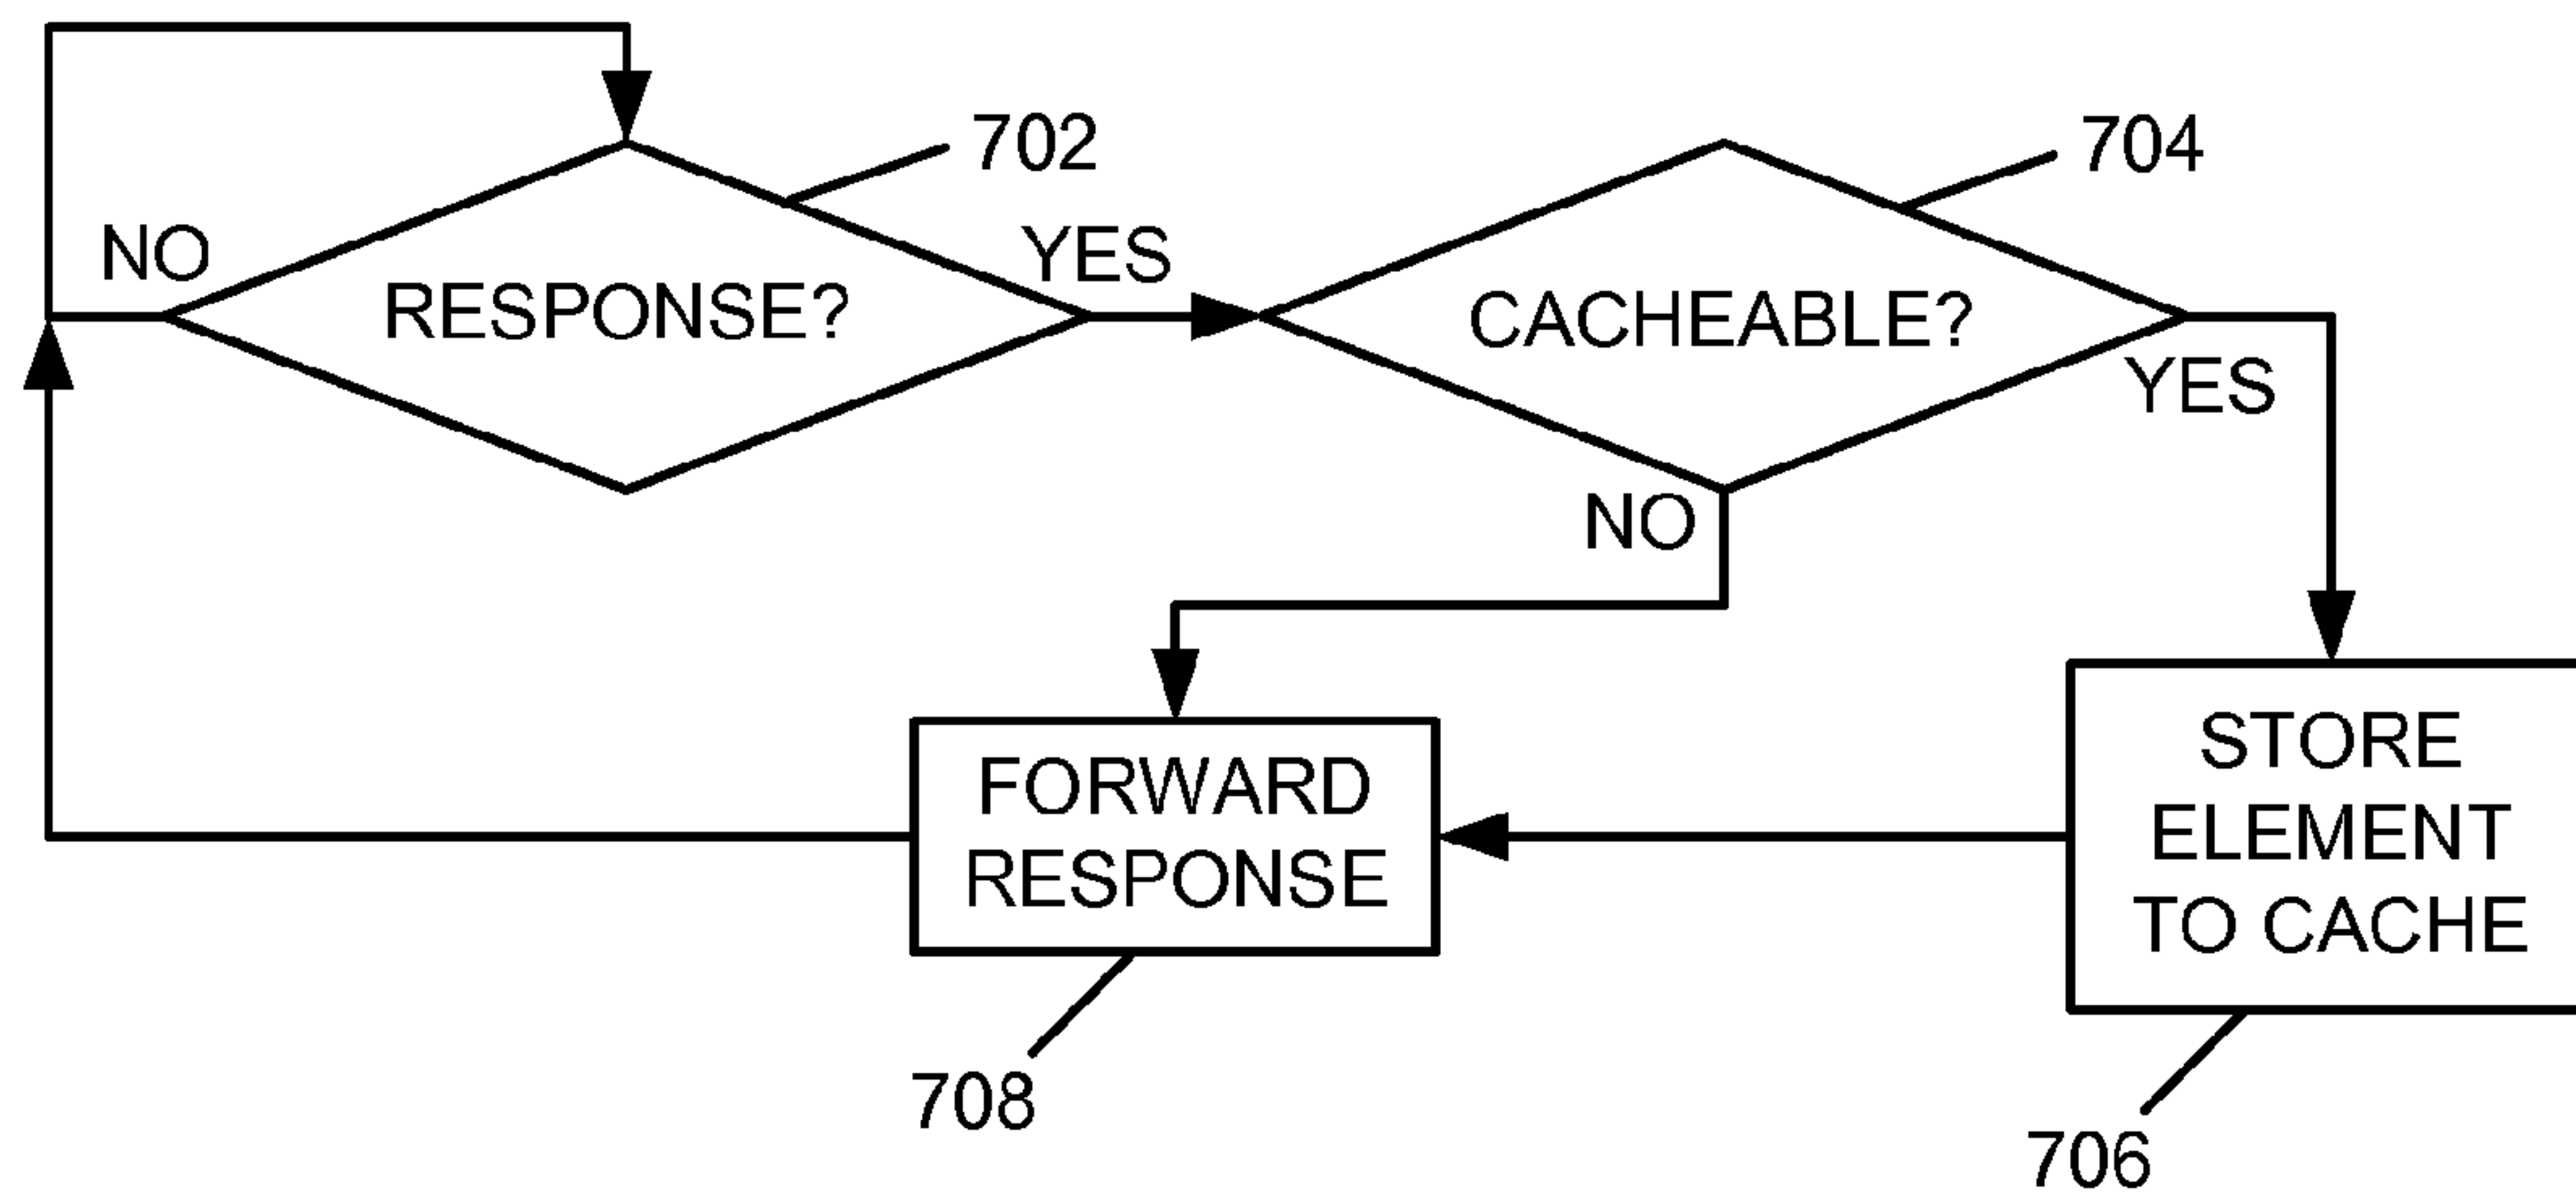 702
704
NO
YES
RESPONSE?
CACHEABLE?
YES
NO
FORWARD
RESPONSE
STORE
ELEMENT
TO CACHE
708
706